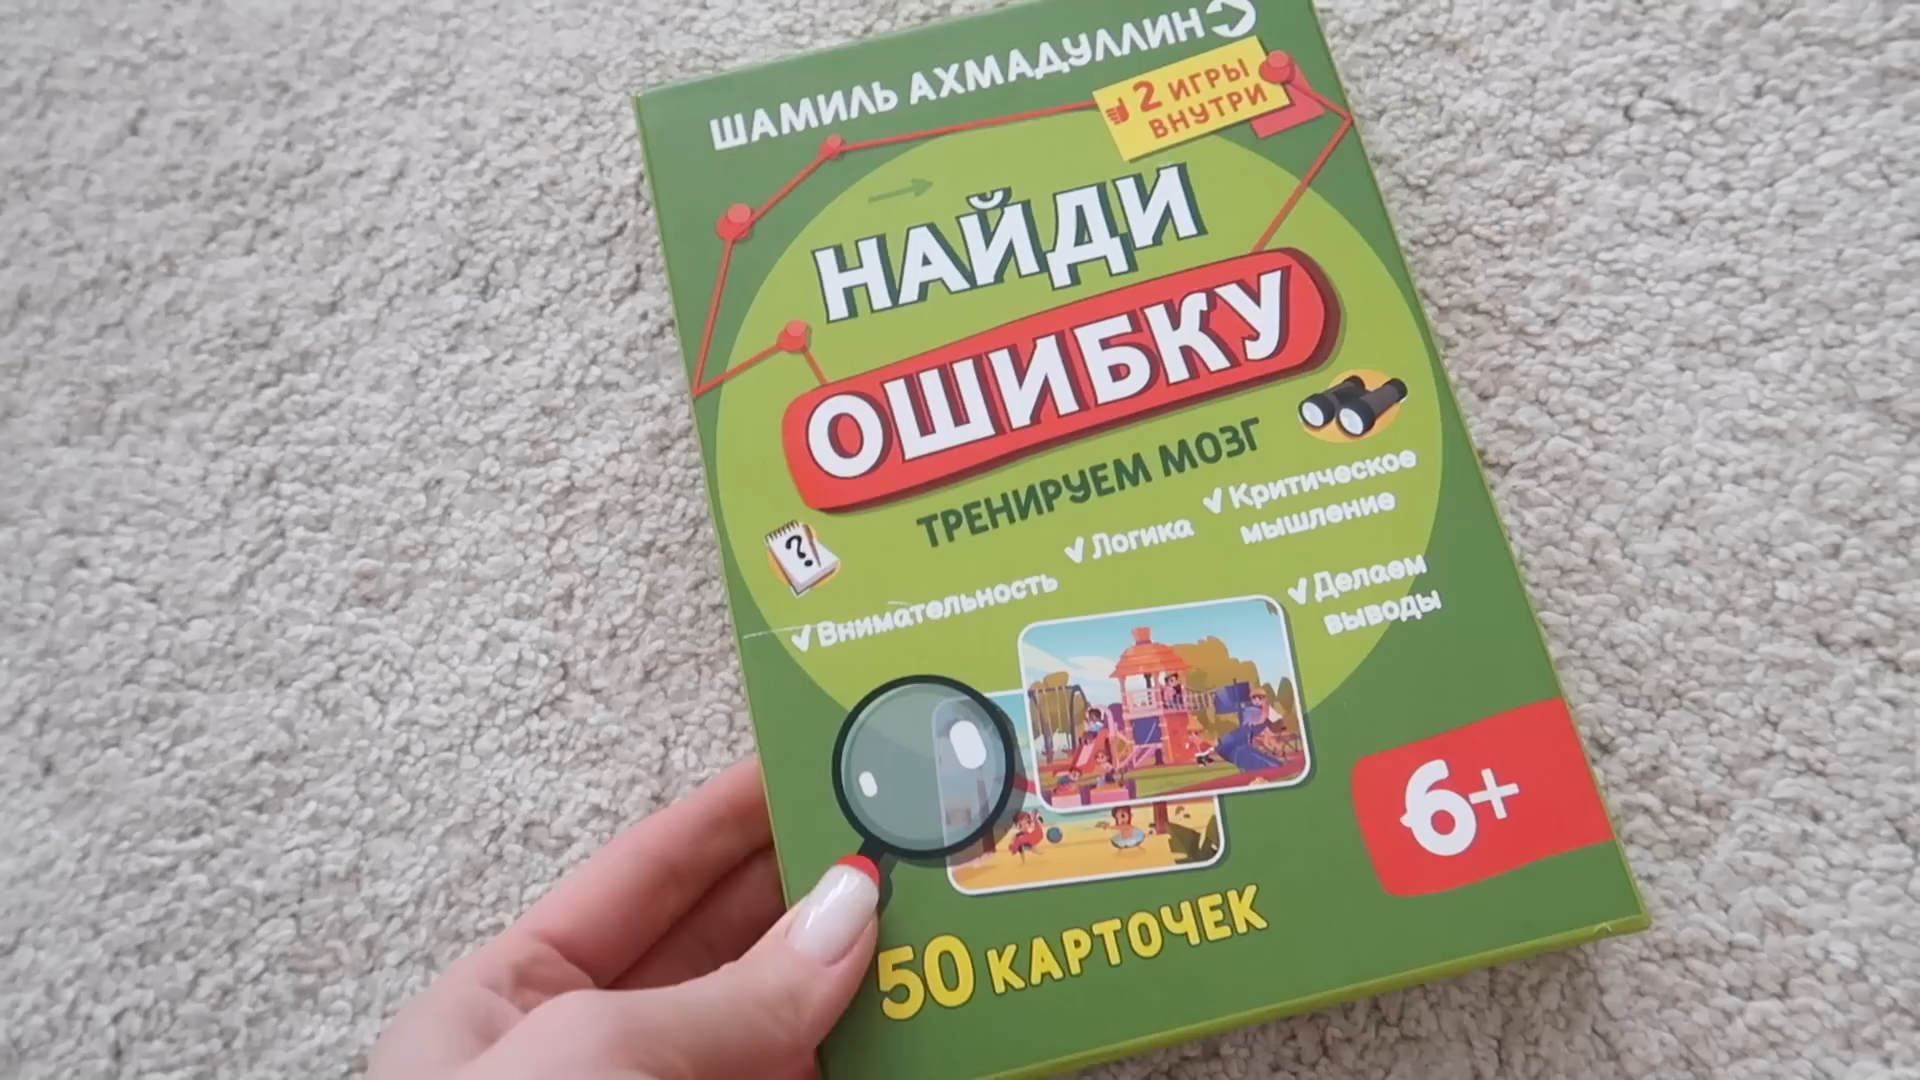 ШАМИЛЬ АХМАДУЛЛИН
2 ИГРЫ
ВНУТРИ
НАЙДИ
ОШИБКУ
ТРЕНИРУЕМ МОЗГ
?
✓ Внимательность
✓ Логика
✓ Критическое
мышление
✓ Делаем
выводы
6+
50 КАРТОЧЕК